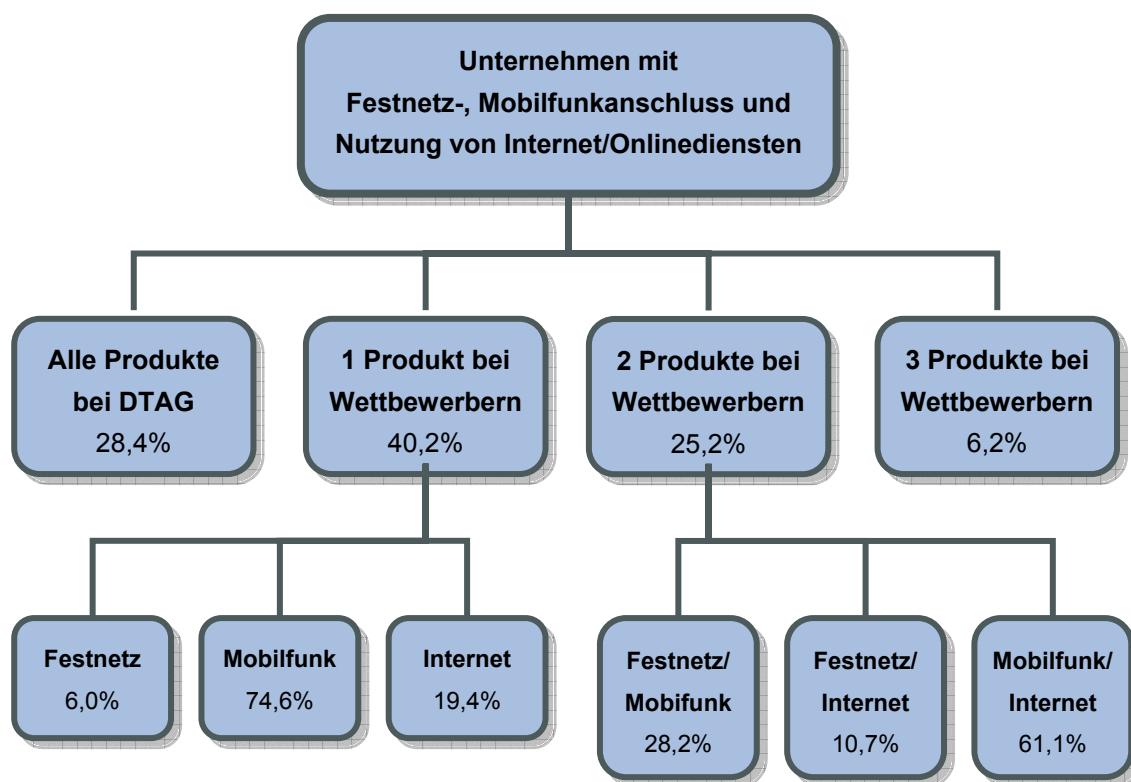 Unternehmen mit
Festnetz-, Mobilfunkanschluss und
Nutzung von Internet/Onlinediensten
Alle Produkte
bei DTAG
28,4%
1 Produkt bei
Wettbewerbern
40,2%
2 Produkte bei
Wettbewerbern
25,2%
3 Produkte bei
Wettbewerbern
6,2%
Festnetz
6,0%
Mobilfunk
74,6%
Internet
19,4%
Festnetz/
Mobifunk
28,2%
Festnetz/
Internet
10,7%
Mobilfunk/
Internet
61,1%